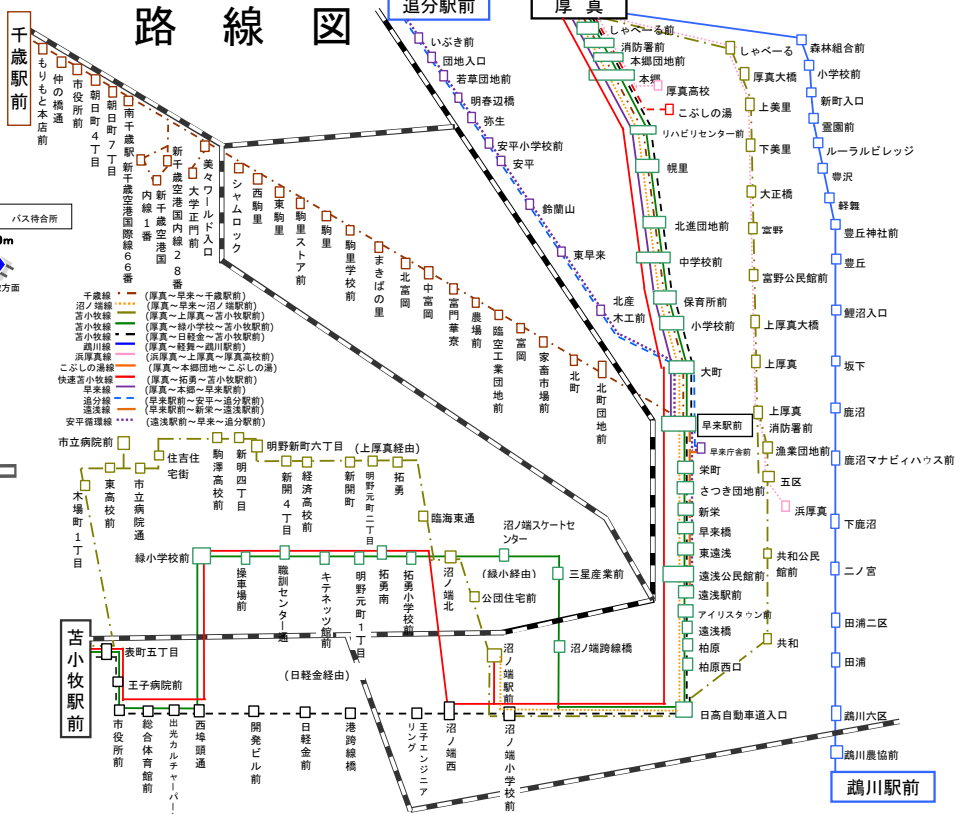 路線図
追分駅前
厚真
千歳駅前
もりもと本店前
仲の橋通
市役所前
朝日町4丁目
朝日町7丁目
南千歳駅
新千歳空港国際線66番
内線1番
新千歳空港国
新千歳空港国内線28番
大学正門前
美々ワールド入口
シャムロック
西駒里
東駒里
駒里ストア前
駒里
駒里学校前
まきばの里
北富岡
中富岡
富門華寮
農場前
臨空工業団地前
富岡
家畜市場前
北町
北町団地前
バス待合所
いぶき前
団地入口
若草団地前
明春辺橋
弥生
安平小学校前
安平
鈴蘭山
東早来
北産
木工前
しゃべーる前
消防署前
本郷団地前
本郷
厚真高校
こぶしの湯
リハビリセンター前
幌里
北進団地前
中学校前
保育所前
小学校前
大町
早来駅前
早来庁舎前
栄町
さつき団地前
新栄
早来橋
東遠浅
遠浅公民館前
遠浅駅前
アイリスタウン前
遠浅橋
柏原
柏原西口
日高自動車道入口
しゃべーる
厚真大橋
上美里
下美里
大正橋
富野
富野公民館前
上厚真大橋
上厚真
上厚真
消防署前
漁業団地前
五区
浜厚真
共和公民
館前
共和
森林組合前
小学校前
新町入口
霊園前
ルーラルビレッジ
豊沢
軽舞
豊丘神社前
豊丘
鯉沼入口
坂下
鹿沼
鹿沼マナビィハウス前
下鹿沼
二ノ宮
田浦二区
田浦
鵡川六区
鵡川農協前
鵡川駅前
千歳線 (厚真～早来～千歳駅前)
沼ノ端線 (厚真～早来～沼ノ端駅前)
苫小牧線 (厚真～上厚真～苫小牧駅前)
苫小牧線 (厚真～緑小学校～苫小牧駅前)
苫小牧線 (厚真～日軽金～苫小牧駅前)
鵡川線 (厚真～軽舞～鵡川駅前)
浜厚真線 (浜厚真～上厚真～厚真高校前)
こぶしの湯線 (厚真～本郷団地～こぶしの湯)
快速苫小牧線 (厚真～拓勇～苫小牧駅前)
早来線 (厚真～本郷～早来駅前)
追分線 (早来駅前～安平～追分駅前)
遠浅線 (早来駅前～新栄～遠浅駅前)
安平循環線 (遠浅駅前～早来～追分駅前)
市立病院前
住吉住
宅街
駒澤高校前
新明四丁目
明野新町六丁目
(上厚真経由)
木場町1丁目
東高校前
市立病院通
新開4丁目
経済高校前
新開町
明野元町二丁目
拓勇
臨海東通
緑小学校前
操車場前
職訓センター通
キテネッツ館前
明野元町1丁目
拓勇南
拓勇小学校前
沼ノ端北
沼ノ端スケートセ
ンター
(緑小経由)
三星産業前
公団住宅前
沼ノ端跨線橋
沼ノ端駅前
苫小牧駅前
表町五丁目
王子病院前
(日軽金経由)
市役所前
総合体育館前
出光カルチャーパー
西埠頭通
開発ビル前
日軽金前
港跨線橋
王子エンジニア
リング
沼ノ端西
沼ノ端小学校前